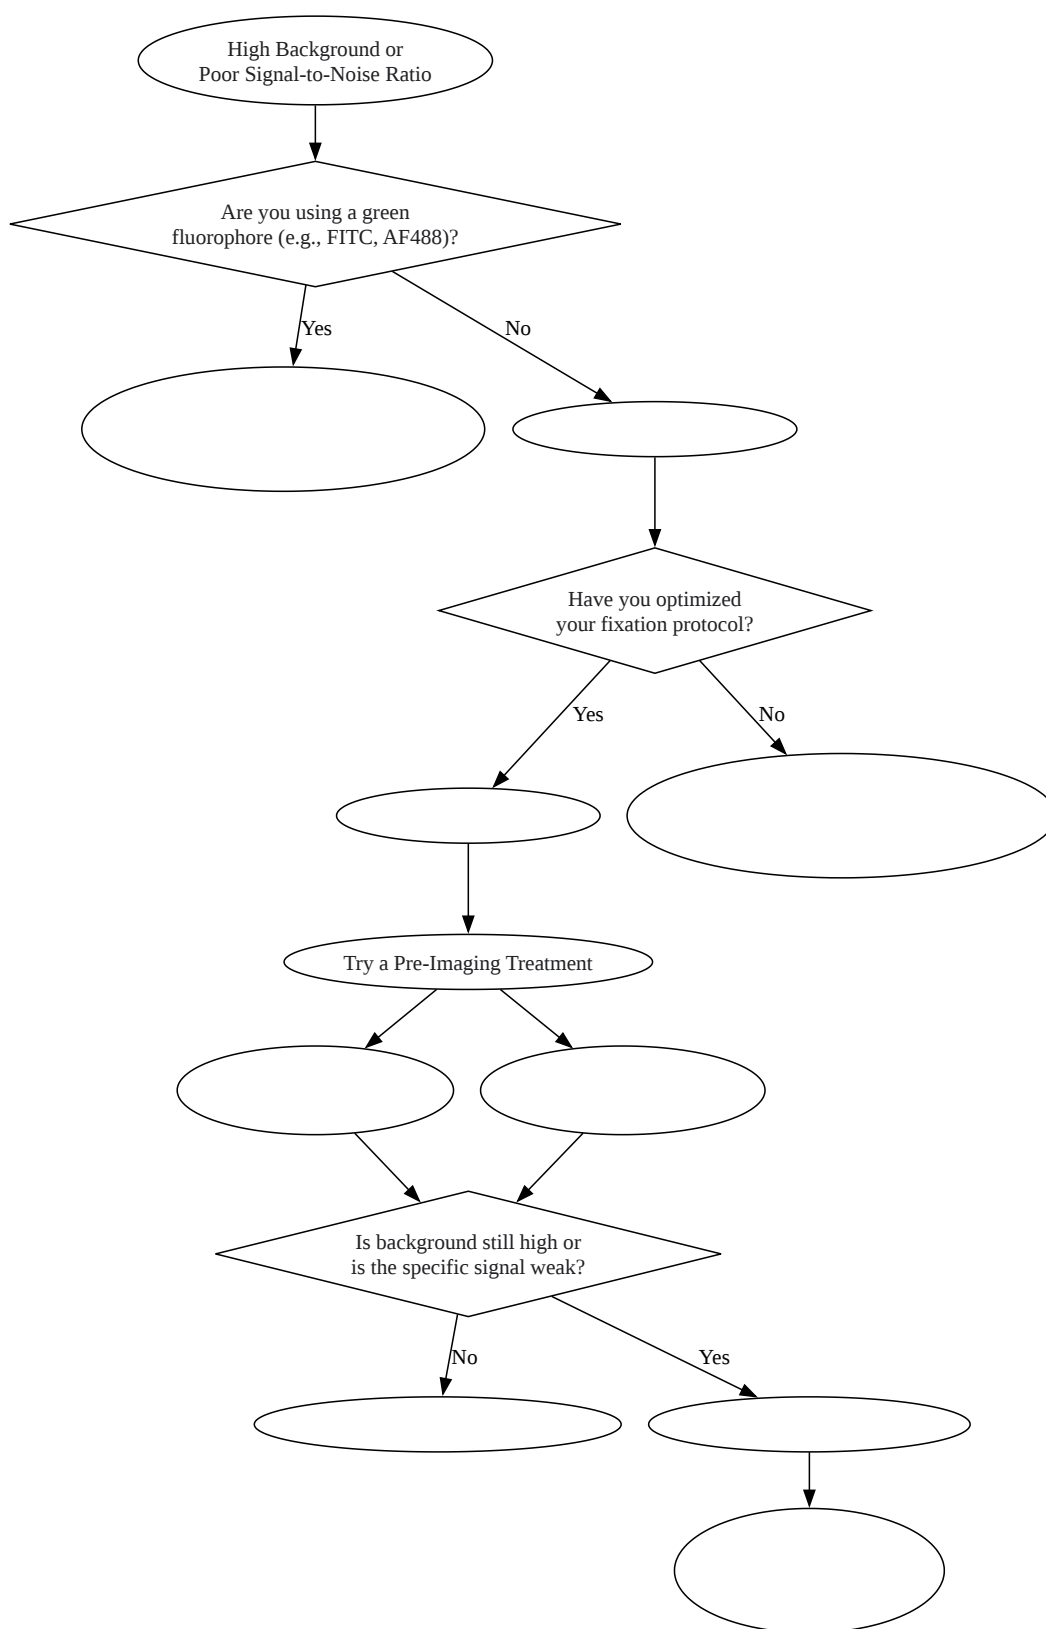 High Background or
Poor Signal-to-Noise Ratio
Are you using a green
fluorophore (e.g., FITC, AF488)?
Yes
No
Have you optimized
your fixation protocol?
Yes
No
Try a Pre-Imaging Treatment
Is background still high or
is the specific signal weak?
No
Yes